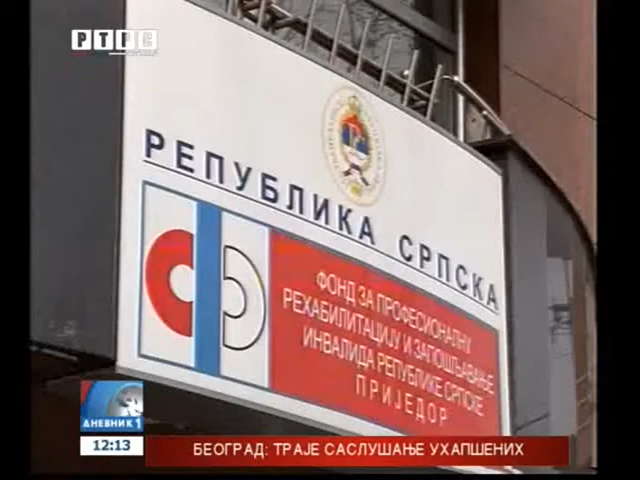 РТРС
РЕПУБЛИКА СРПСКА
ФОНД ЗА ПРОФЕСИОНАЛНУ
РЕХАБИЛИТАЦИЈУ И ЗАПОШЉАВАЊЕ
ИНВАЛИДА РЕПУБЛИКЕ СРПСКЕ
ПРИЈЕДОР
ДНЕВНИК 1
12:13
БЕОГРАД: ТРАЈЕ САСЛУШАЊЕ УХАПШЕНИХ